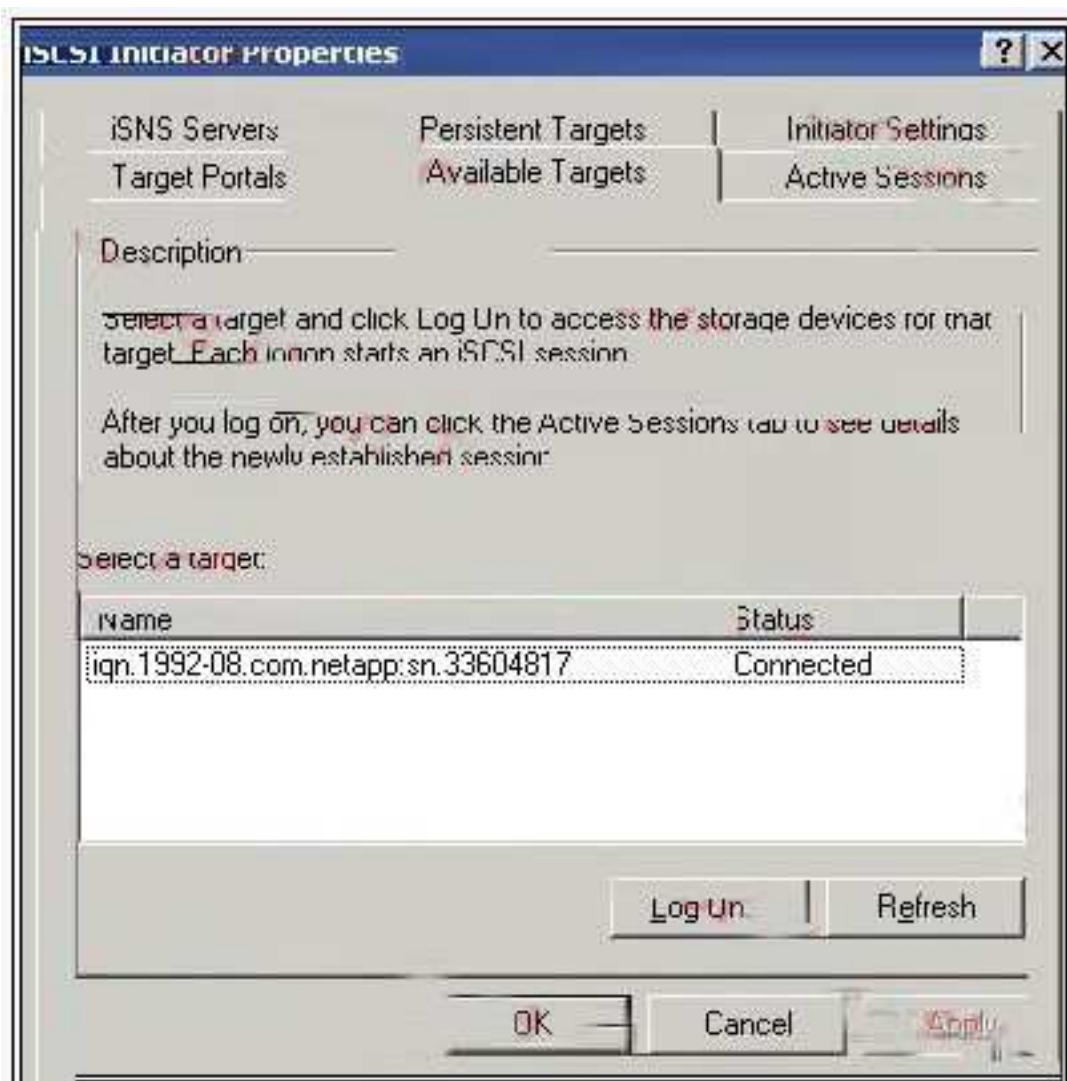 iSCSI Initiator Properties
iSNS Servers Persistent Targets Initiator Settings
Target Portals Available Targets Active Sessions
Description
Select a target and click Log On to access the storage devices for that
target. Each logon starts an iSCSI session.
After you log on, you can click the Active Sessions tab to see details
about the newly established session.
Select a target:
Name Status
iqn.1992-08.com.netapp:sn.33604817 Connected
Log On... Refresh
OK Cancel Apply